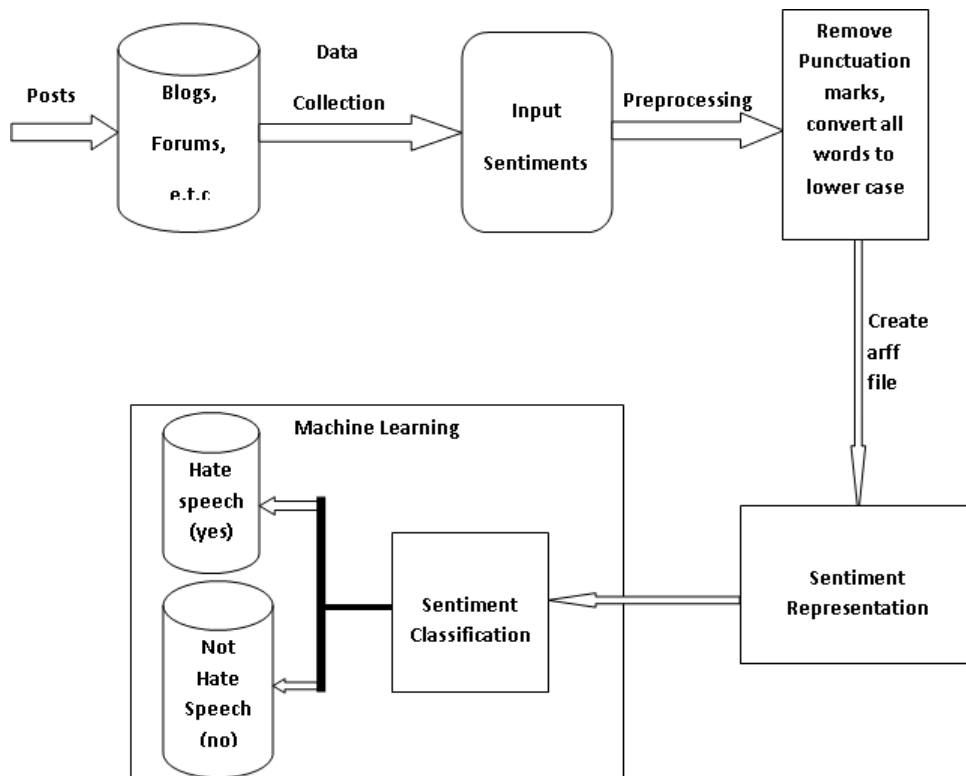 Posts
Blogs,
Forums,
e.t.c
Data
Collection
Input
Sentiments
Preprocessing
Remove
Punctuation
marks,
convert all
words to
lower case
Create
arff
file
Sentiment
Representation
Machine Learning
Sentiment
Classification
Hate
speech
(yes)
Not
Hate
Speech
(no)